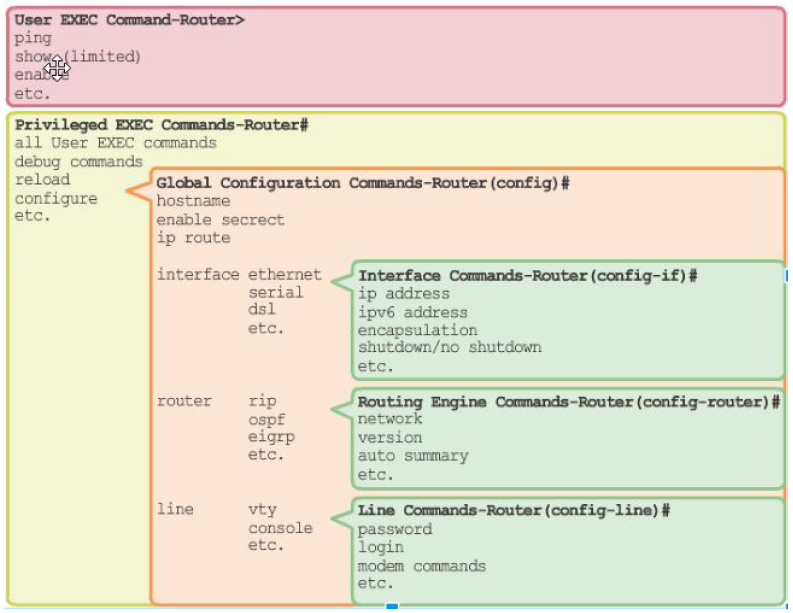 User EXEC Command-Router>
ping
show (limited)
enable
etc.
Privileged EXEC Commands-Router#
all User EXEC commands
debug commands
reload
configure
etc.
Global Configuration Commands-Router(config)#
hostname
enable secrect
ip route
interface ethernet
serial
dsl
etc.
Interface Commands-Router(config-if)#
ip address
ipv6 address
encapsulation
shutdown/no shutdown
etc.
router rip
ospf
eigrp
etc.
Routing Engine Commands-Router(config-router)#
network
version
auto summary
etc.
line vty
console
etc.
Line Commands-Router(config-line)#
password
login
modem commands
etc.